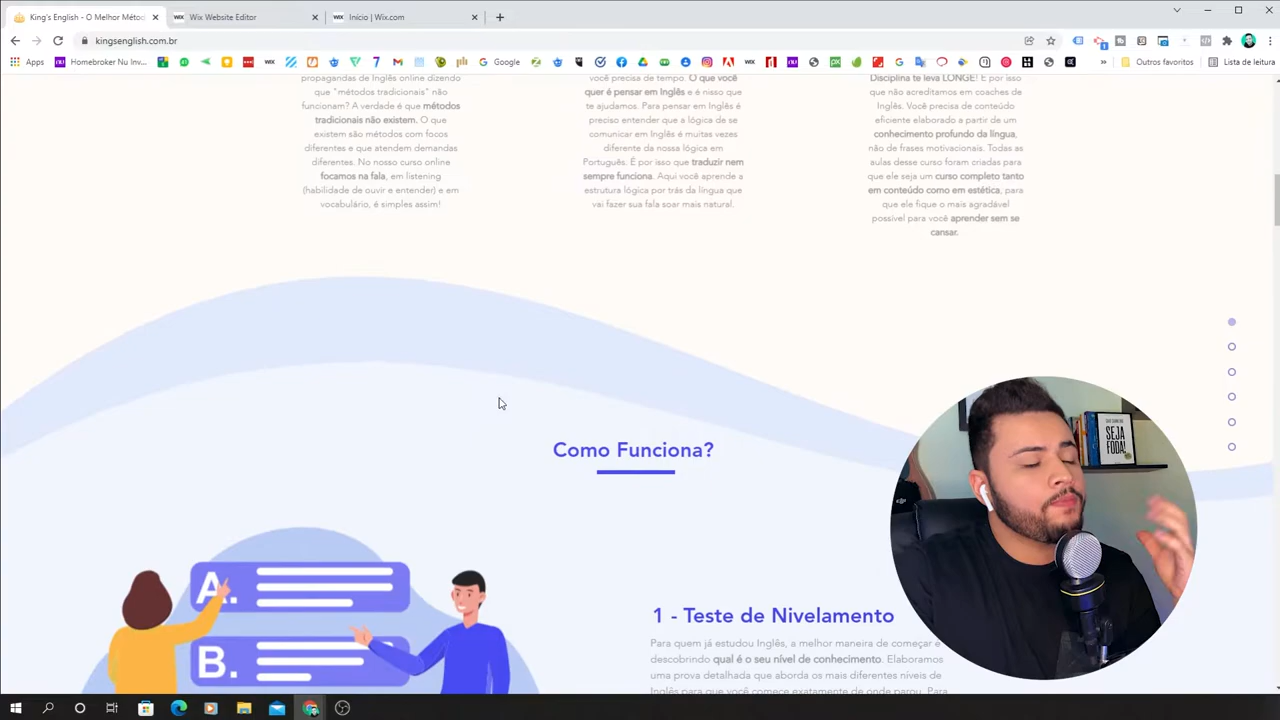 King's English - O Melhor Métod
Wix Website Editor
Início | Wix.com
kingsenglish.com.br
Apps
Homebroker Nu Inv...
Google
Outros favoritos
Lista de leitura
propagandas de Inglês online dizendo
que "métodos tradicionais" não
funcionam? A verdade é que métodos
tradicionais não existem. O que
existem são métodos com focos
diferentes e que atendem demandas
diferentes. No nosso curso online
focamos na fala, em listening
(habilidade de ouvir e entender) e em
vocabulário, é simples assim!
você precisa de tempo. O que você
quer é pensar em Inglês e é nisso que
te ajudamos. Para pensar em Inglês é
preciso entender que a lógica de se
comunicar em Inglês é muitas vezes
diferente da nossa lógica em
Português. É por isso que traduzir nem
sempre funciona. Aqui você aprende a
estrutura lógica por trás da língua que
vai fazer sua fala soar mais natural.
Disciplina te leva LONGE! E por isso
que não acreditamos em coaches de
Inglês. Você precisa de conteúdo
eficiente elaborado a partir de um
conhecimento profundo da língua,
não de frases motivacionais. Todas as
aulas desse curso foram criadas para
que ele seja um curso completo tanto
em conteúdo como em estética, para
que ele fique o mais agradável
possível para você aprender sem se
cansar.
Como Funciona?
A.
B.
1 - Teste de Nivelamento
Para quem já estudou Inglês, a melhor maneira de começar é
descobrindo qual é o seu nível de conhecimento. Elaboramos
uma prova detalhada que aborda os mais diferentes níveis de
Inglês para que você comece exatamente de onde parou. Para
SEJA
FODA!